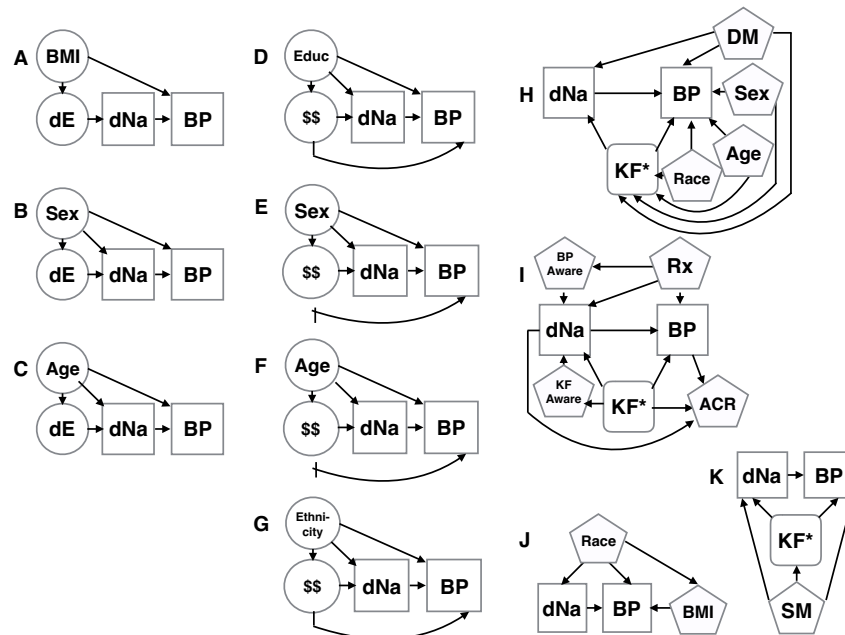 A
BMI
dE
dNa
BP
B
Sex
dE
dNa
BP
C
Age
dE
dNa
BP
D
Educ
$$
dNa
BP
E
Sex
$$
dNa
BP
F
Age
$$
dNa
BP
G
Ethni-
city
$$
dNa
BP
H
DM
dNa
BP
Sex
Age
KF*
Race
I
BP
Aware
Rx
dNa
BP
KF
Aware
KF*
ACR
J
Race
dNa
BP
BMI
K
dNa
BP
KF*
SM